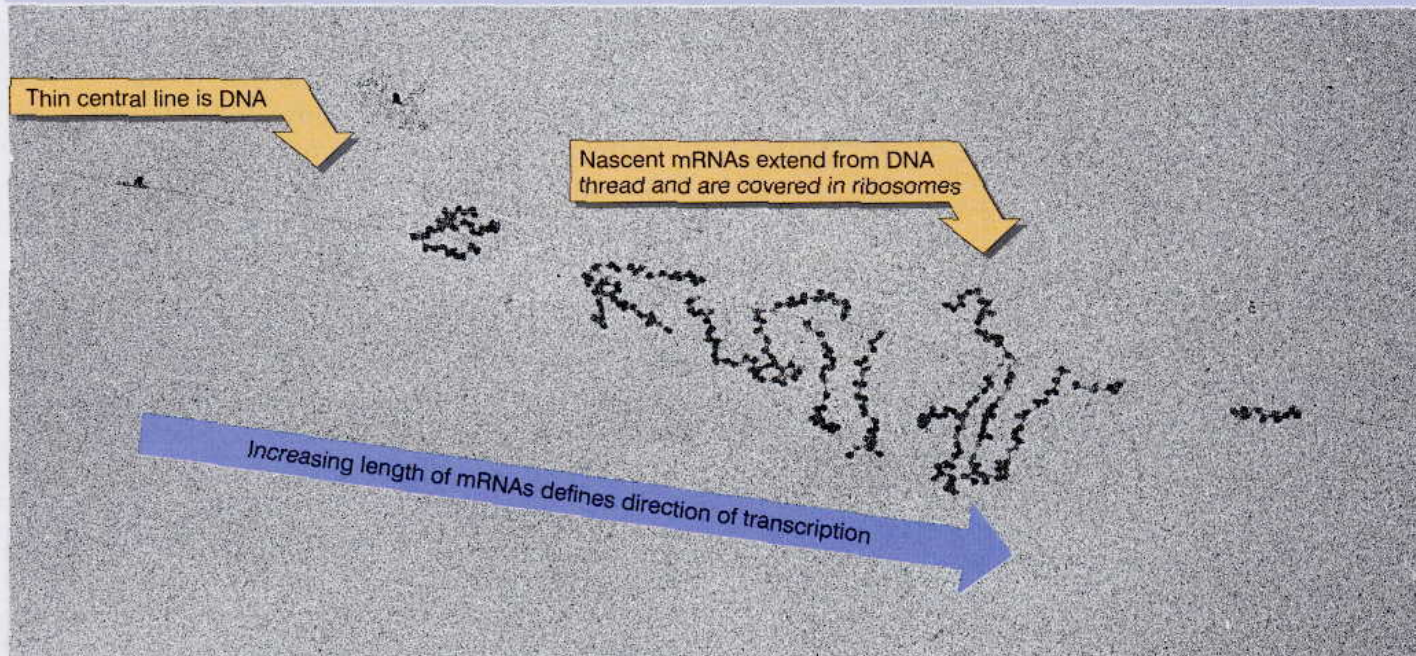 Thin central line is DNA
Nascent mRNAs extend from DNA
thread and are covered in ribosomes
Increasing length of mRNAs defines direction of transcription